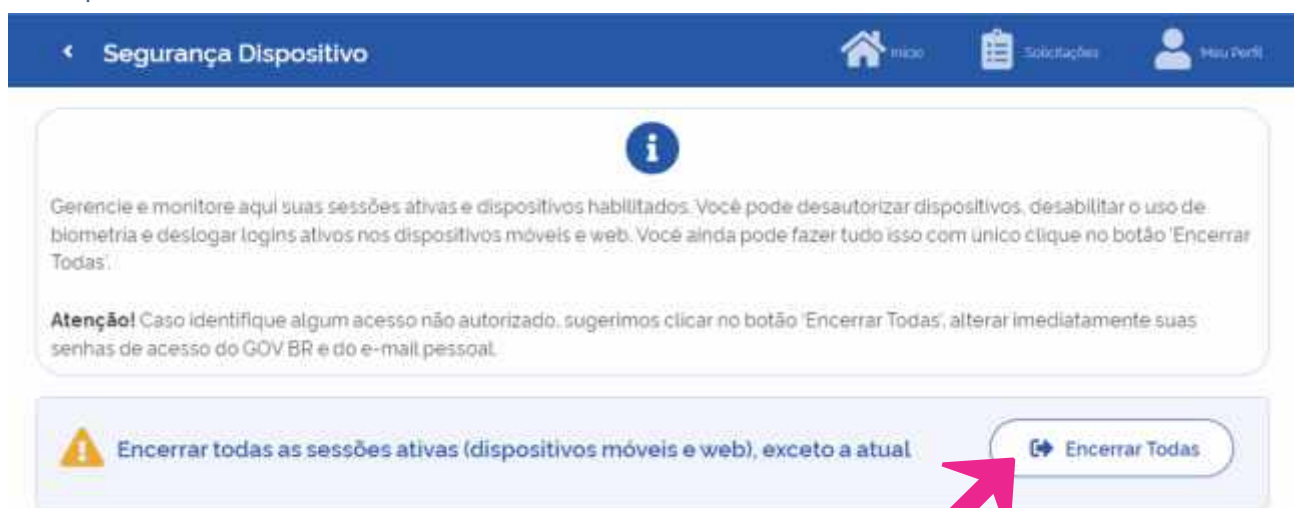 Segurança Dispositivo
Início
Solicitações
Meu Perfil
Gerencie e monitore aqui suas sessões ativas e dispositivos habilitados. Você pode desautorizar dispositivos, desabilitar o uso de
biometria e deslogar logins ativos nos dispositivos móveis e web. Você ainda pode fazer tudo isso com unico clique no botão 'Encerrar
Todas'.
Atenção! Caso identifique algum acesso não autorizado, sugerimos clicar no botão 'Encerrar Todas', alterar imediatamente suas
senhas de acesso do GOV BR e do e-mail pessoal.
Encerrar todas as sessões ativas (dispositivos móveis e web), exceto a atual
Encerrar Todas